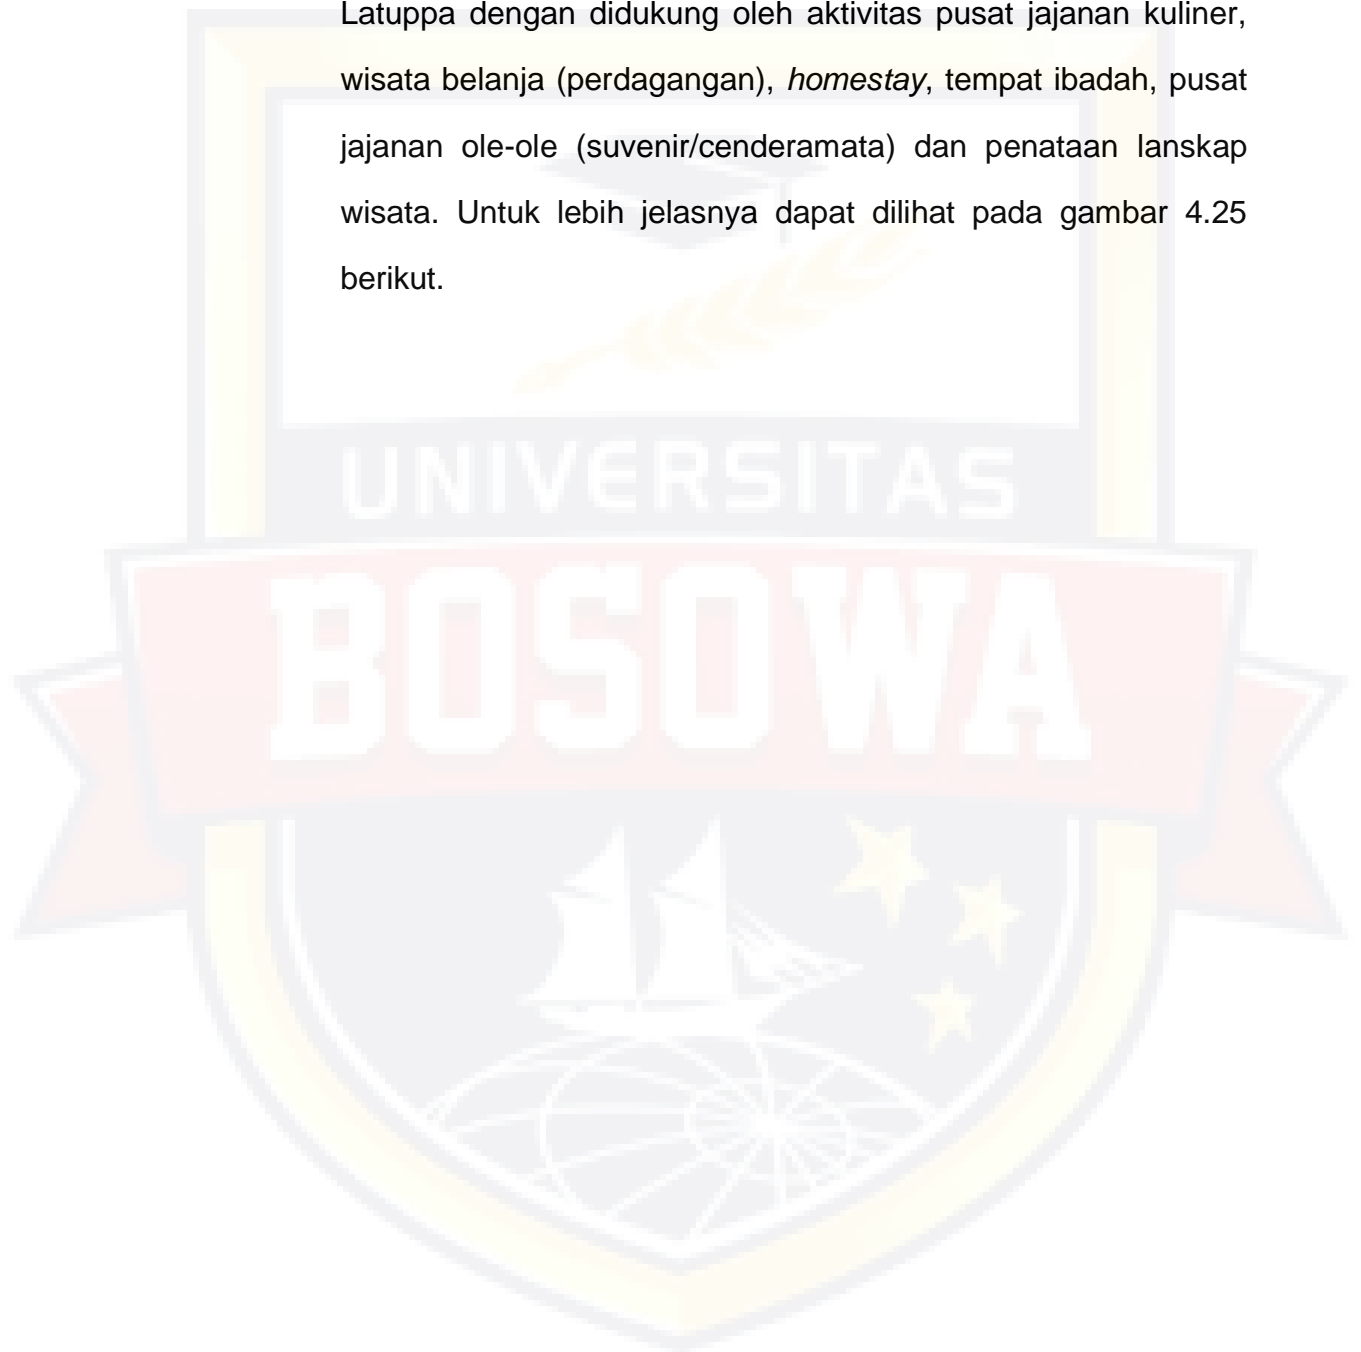 Latuppa dengan didukung oleh aktivitas pusat jajanan kuliner,
wisata belanja (perdagangan), homestay, tempat ibadah, pusat
jajanan ole-ole (suvenir/cenderamata) dan penataan lanskap
wisata. Untuk lebih jelasnya dapat dilihat pada gambar 4.25
berikut.
UNIVERSITAS
BOSOWA